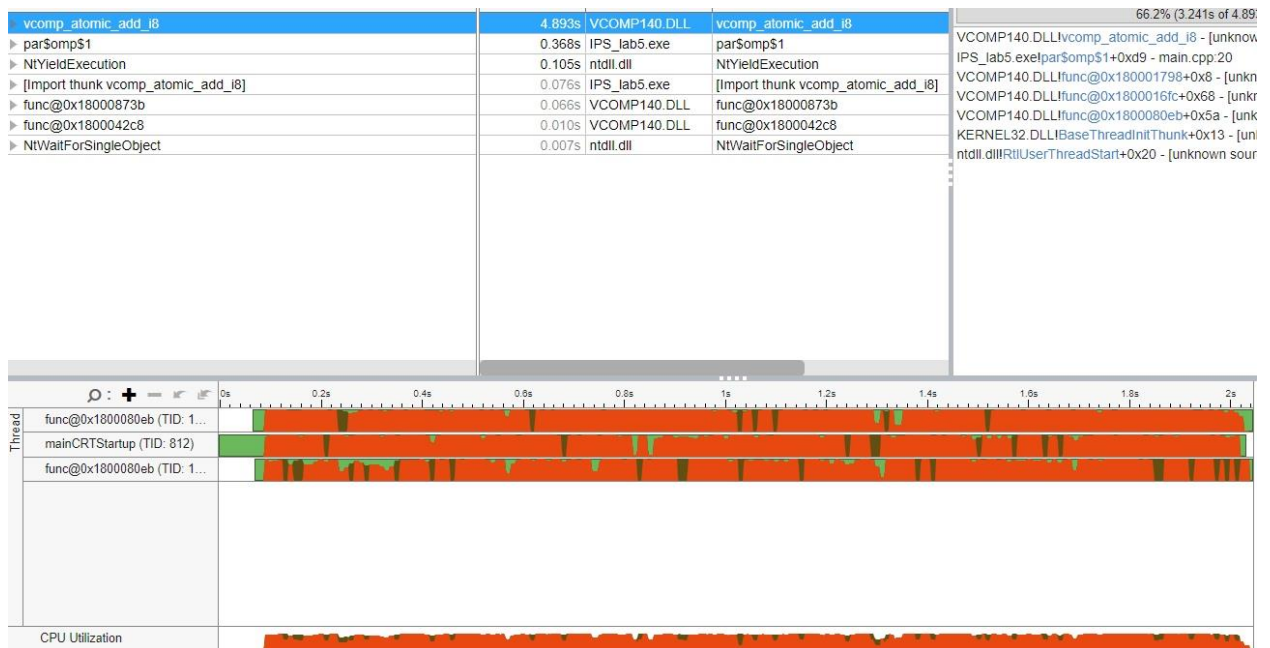 vcomp_atomic_add_i8 4.893s VCOMP140.DLL vcomp_atomic_add_i8
par$omp$1 0.368s IPS_lab5.exe par$omp$1
NtYieldExecution 0.105s ntdll.dll NtYieldExecution
[Import thunk vcomp_atomic_add_i8] 0.076s IPS_lab5.exe [Import thunk vcomp_atomic_add_i8]
func@0x18000873b 0.066s VCOMP140.DLL func@0x18000873b
func@0x1800042c8 0.010s VCOMP140.DLL func@0x1800042c8
NtWaitForSingleObject 0.007s ntdll.dll NtWaitForSingleObject
66.2% (3.241s of 4.89
VCOMP140.DLL!vcomp_atomic_add_i8 - [unknow
IPS_lab5.exe!par$omp$1+0xd9 - main.cpp:20
VCOMP140.DLL!func@0x180001798+0x8 - [unkn
VCOMP140.DLL!func@0x1800016fc+0x68 - [unkr
VCOMP140.DLL!func@0x1800080eb+0x5a - [unk
KERNEL32.DLL!BaseThreadInitThunk+0x13 - [un
ntdll.dll!RtlUserThreadStart+0x20 - [unknown sour
0s 0.2s 0.4s 0.6s 0.8s 1s 1.2s 1.4s 1.6s 1.8s 2s
Thread
func@0x1800080eb (TID: 1...
mainCRTStartup (TID: 812)
func@0x1800080eb (TID: 1...
CPU Utilization